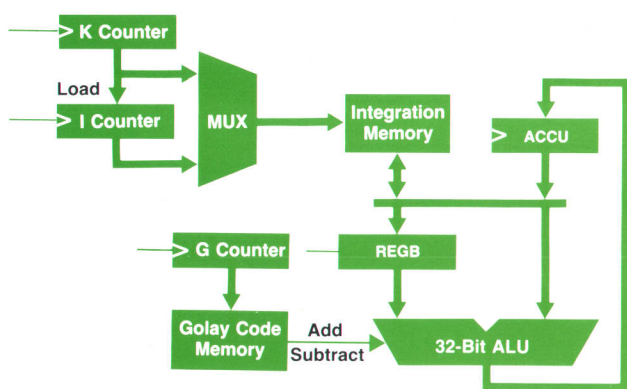 K Counter
Load
I Counter
MUX
Integration
Memory
ACCU
G Counter
REGB
Golay Code
Memory
Add
Subtract
32-Bit ALU